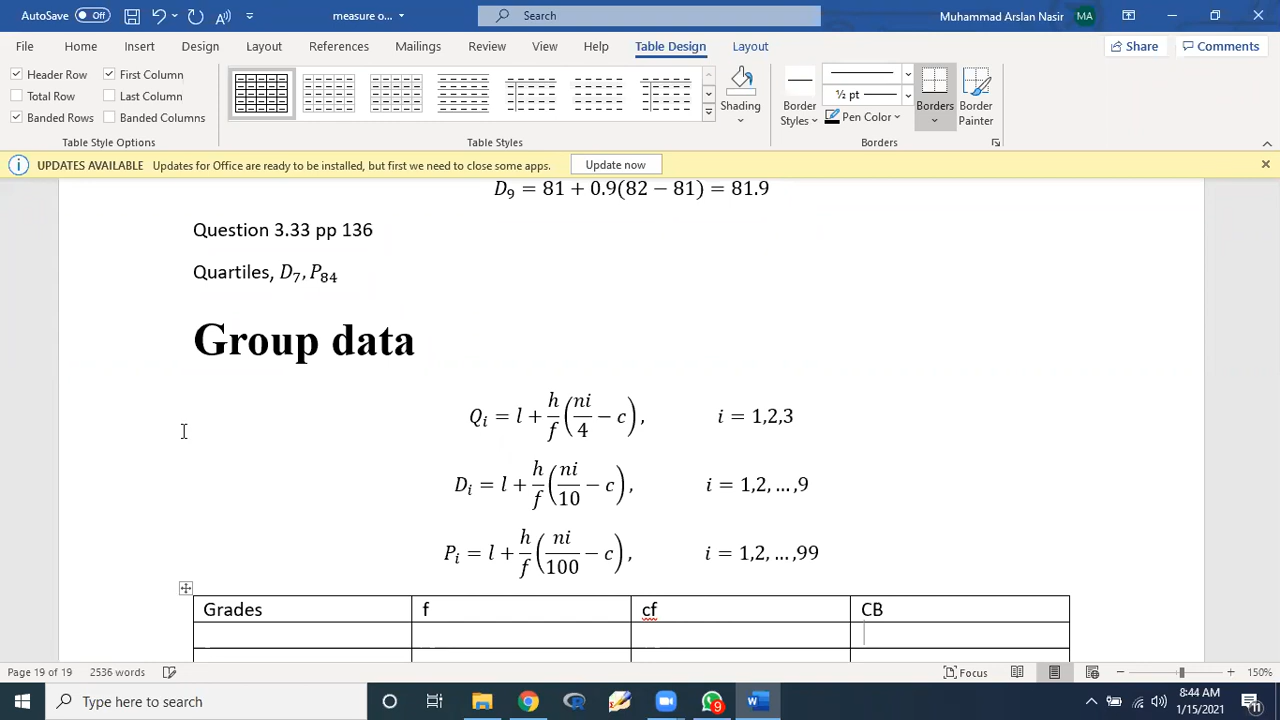 AutoSave Off measure o... Search Muhammad Arslan Nasir MA
File Home Insert Design Layout References Mailings Review View Help Table Design Layout Share Comments
Header Row First Column
Total Row Last Column
Banded Rows Banded Columns
Table Style Options
Table Styles
Shading
Border Styles
½ pt
Pen Color
Borders
Border Painter
Borders
UPDATES AVAILABLE Updates for Office are ready to be installed, but first we need to close some apps. Update now
D₉ = 81 + 0.9(82 − 81) = 81.9
Question 3.33 pp 136
Quartiles, D₇, P₈₄
Group data
Qᵢ = l + h/f (ni/4 − c), i = 1,2,3
Dᵢ = l + h/f (ni/10 − c), i = 1,2, … ,9
Pᵢ = l + h/f (ni/100 − c), i = 1,2, … ,99
Grades f cf CB
Page 19 of 19 2536 words Focus 150%
Type here to search 9 8:44 AM
1/15/2021 11